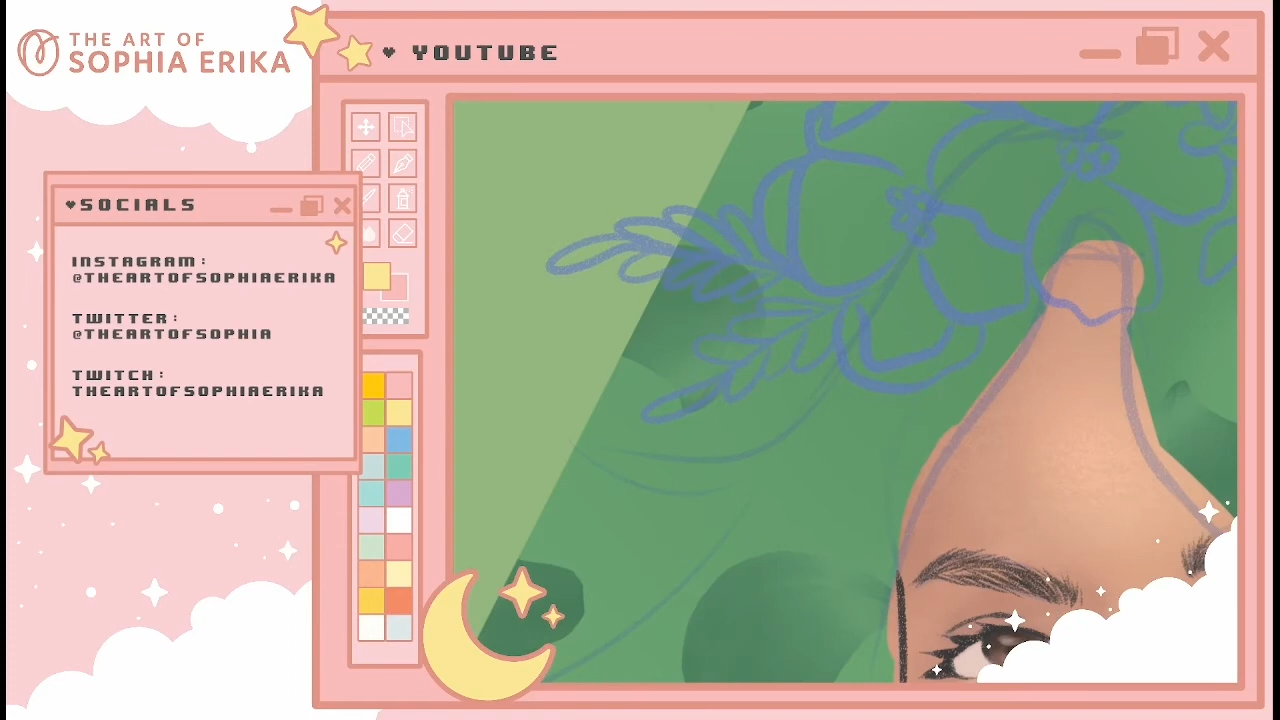 THE ART OF
SOPHIA ERIKA
♥ YOUTUBE
♥SOCIALS
INSTAGRAM:
@THEARTOFSOPHIAERIKA
TWITTER:
@THEARTOFSOPHIA
TWITCH:
THEARTOFSOPHIAERIKA